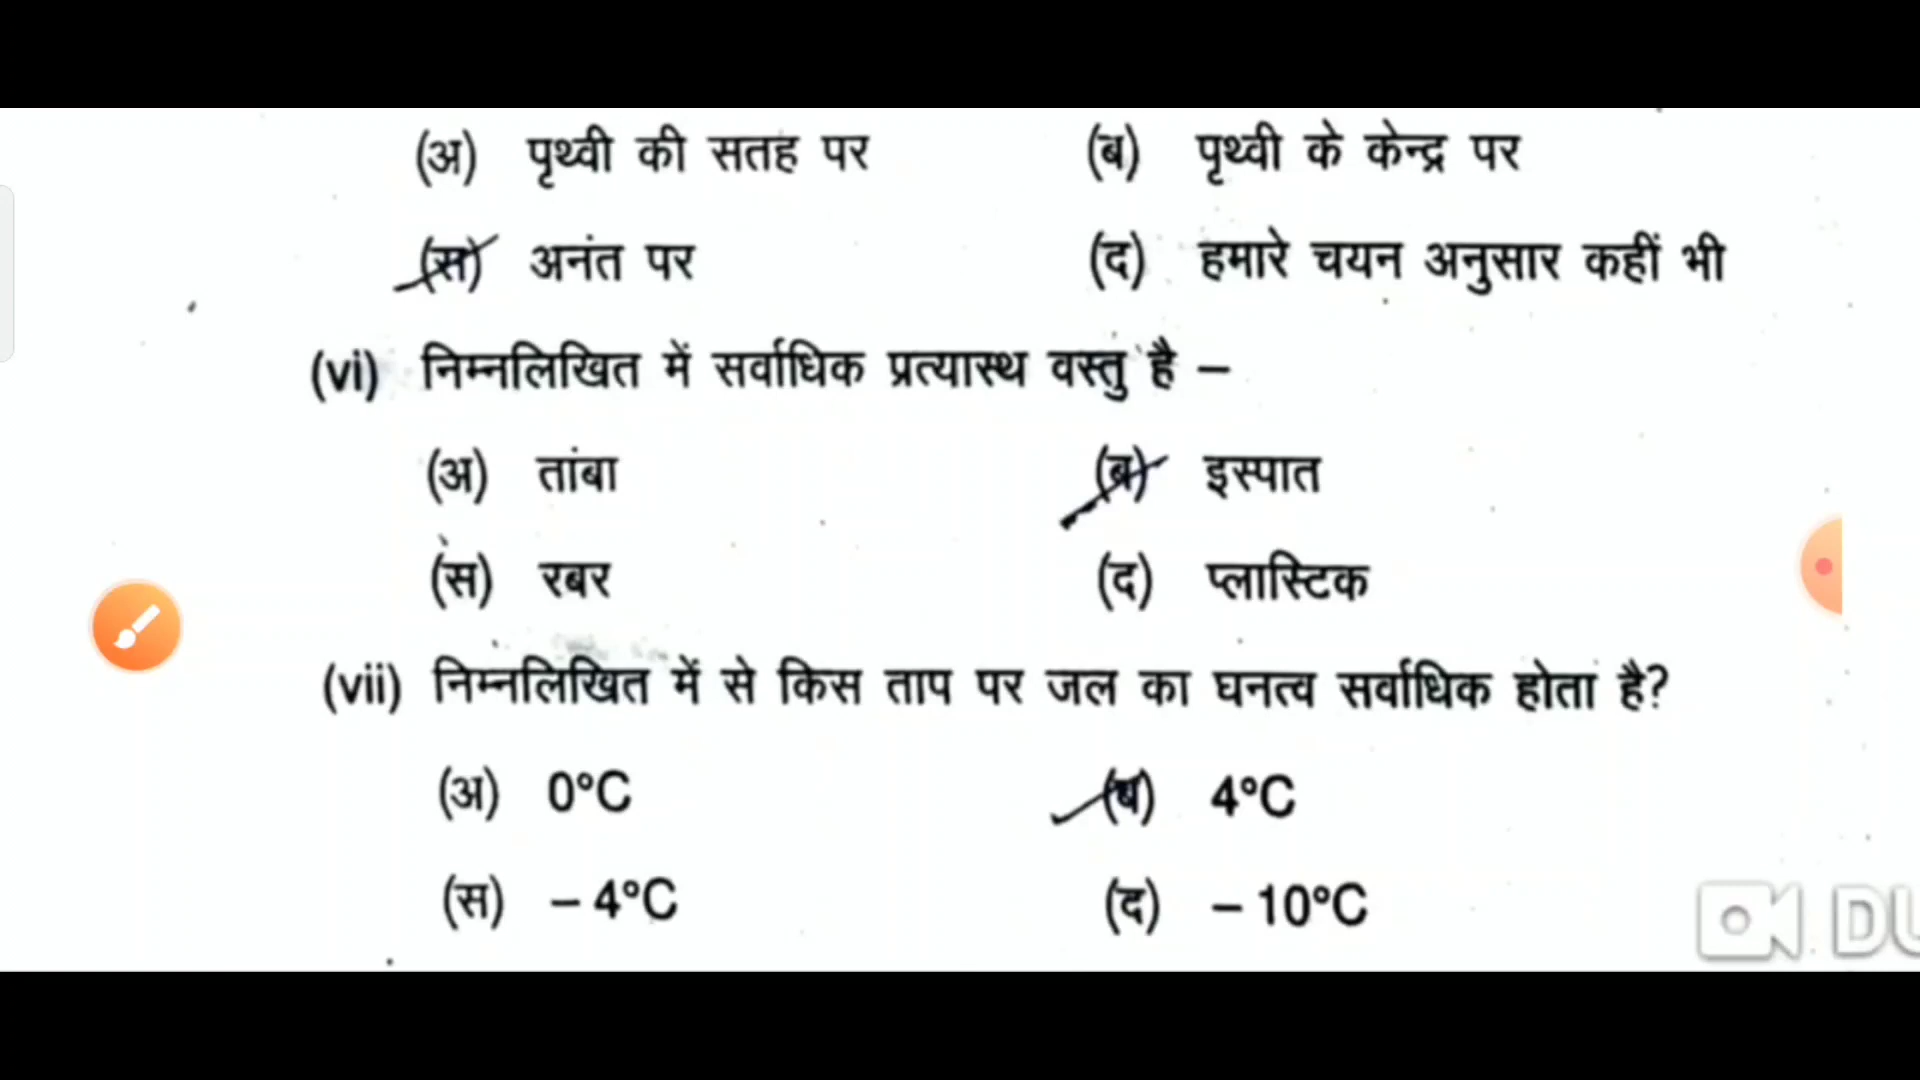 (अ) पृथ्वी की सतह पर (ब) पृथ्वी के केन्द्र पर
(स) अनंत पर (द) हमारे चयन अनुसार कहीं भी
(vi) निम्नलिखित में सर्वाधिक प्रत्यास्थ वस्तु है –
(अ) तांबा (ब) इस्पात
(स) रबर (द) प्लास्टिक
(vii) निम्नलिखित में से किस ताप पर जल का घनत्व सर्वाधिक होता है?
(अ) 0°C (ब) 4°C
(स) – 4°C (द) – 10°C
DU